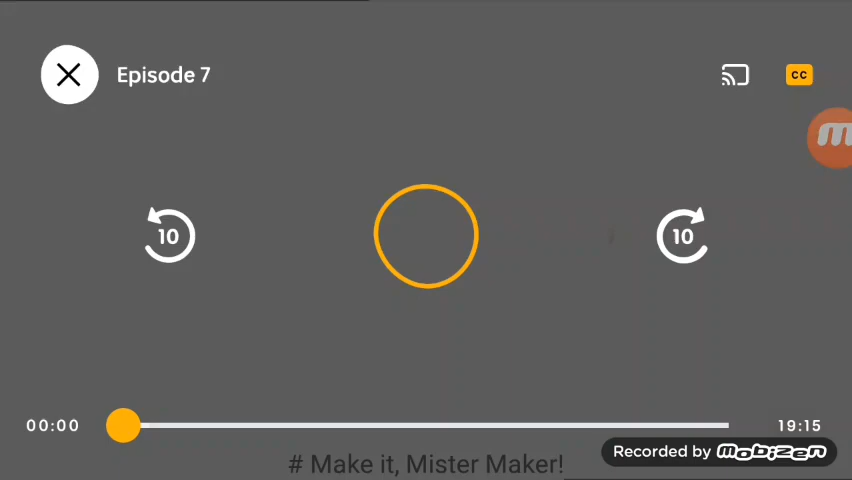 Episode 7
CC
10
10
00:00
19:15
Recorded by mobizen
# Make it, Mister Maker!